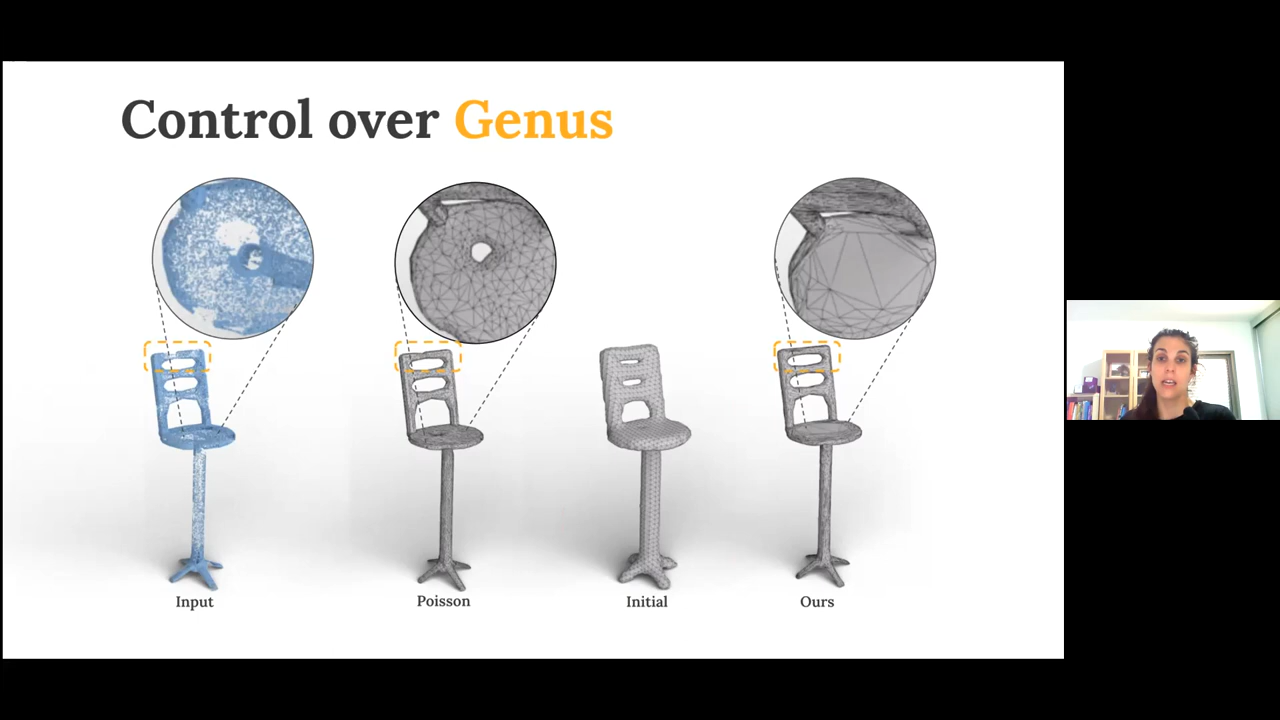 Control over Genus
Input
Poisson
Initial
Ours